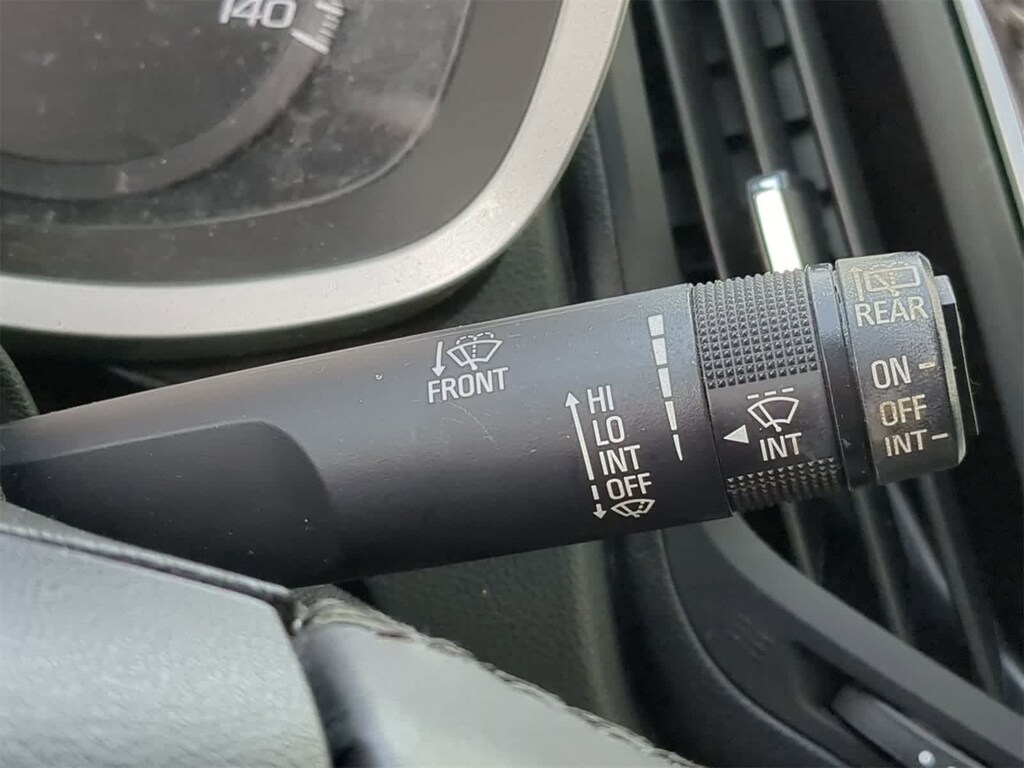 140
FRONT
HI
LO
INT
OFF
INT
REAR
ON
OFF
INT